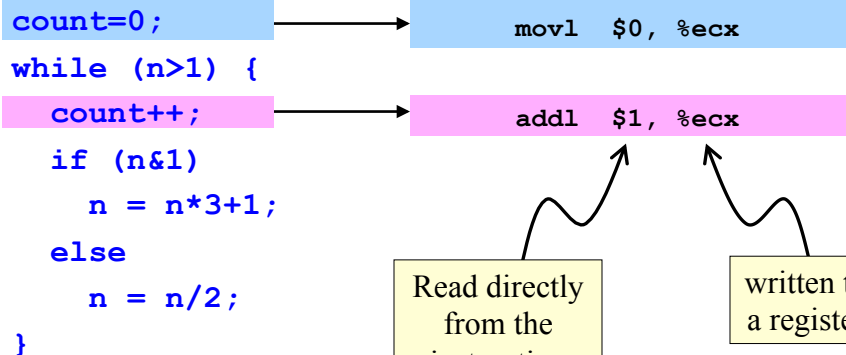 count=0;
movl $0, %ecx
while (n>1) {
count++;
addl $1, %ecx
if (n&1)
n = n*3+1;
else
n = n/2;
}
Read directly
from the
written
a